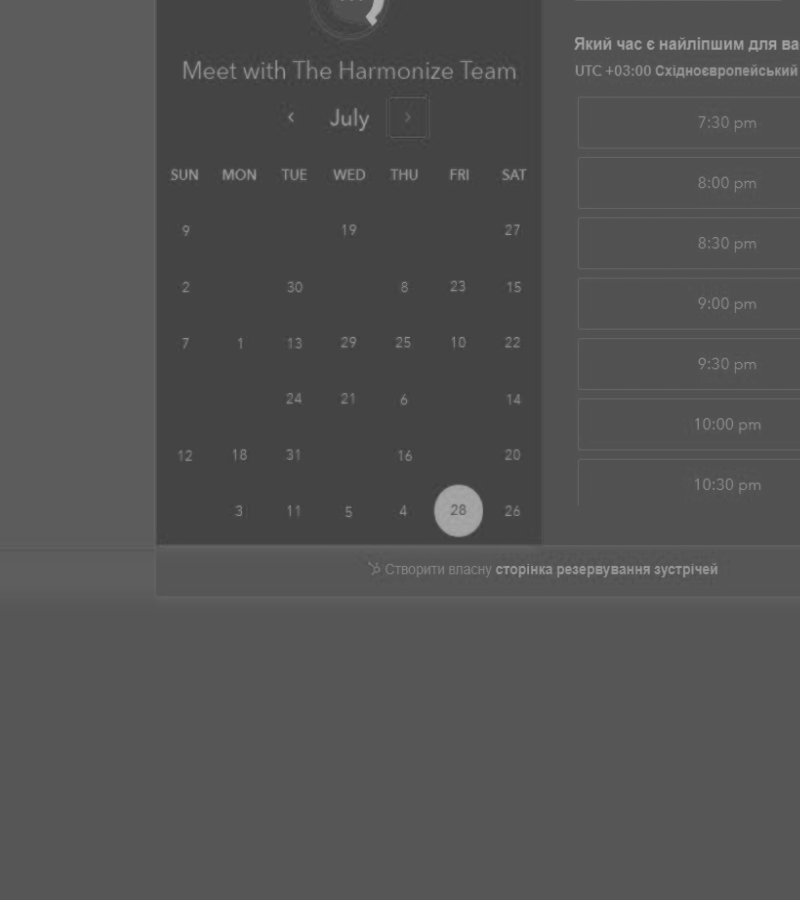 Meet with The Harmonize Team
‹ July ›
SUN MON TUE WED THU FRI SAT
9 19 27
2 30 8 23 15
7 1 13 29 25 10 22
24 21 6 14
12 18 31 16 20
3 11 5 4 28 26
Який час є найліпшим для ва
UTC +03:00 Східноєвропейський
7:30 pm
8:00 pm
8:30 pm
9:00 pm
9:30 pm
10:00 pm
10:30 pm
Створити власну сторінка резервування зустрічей